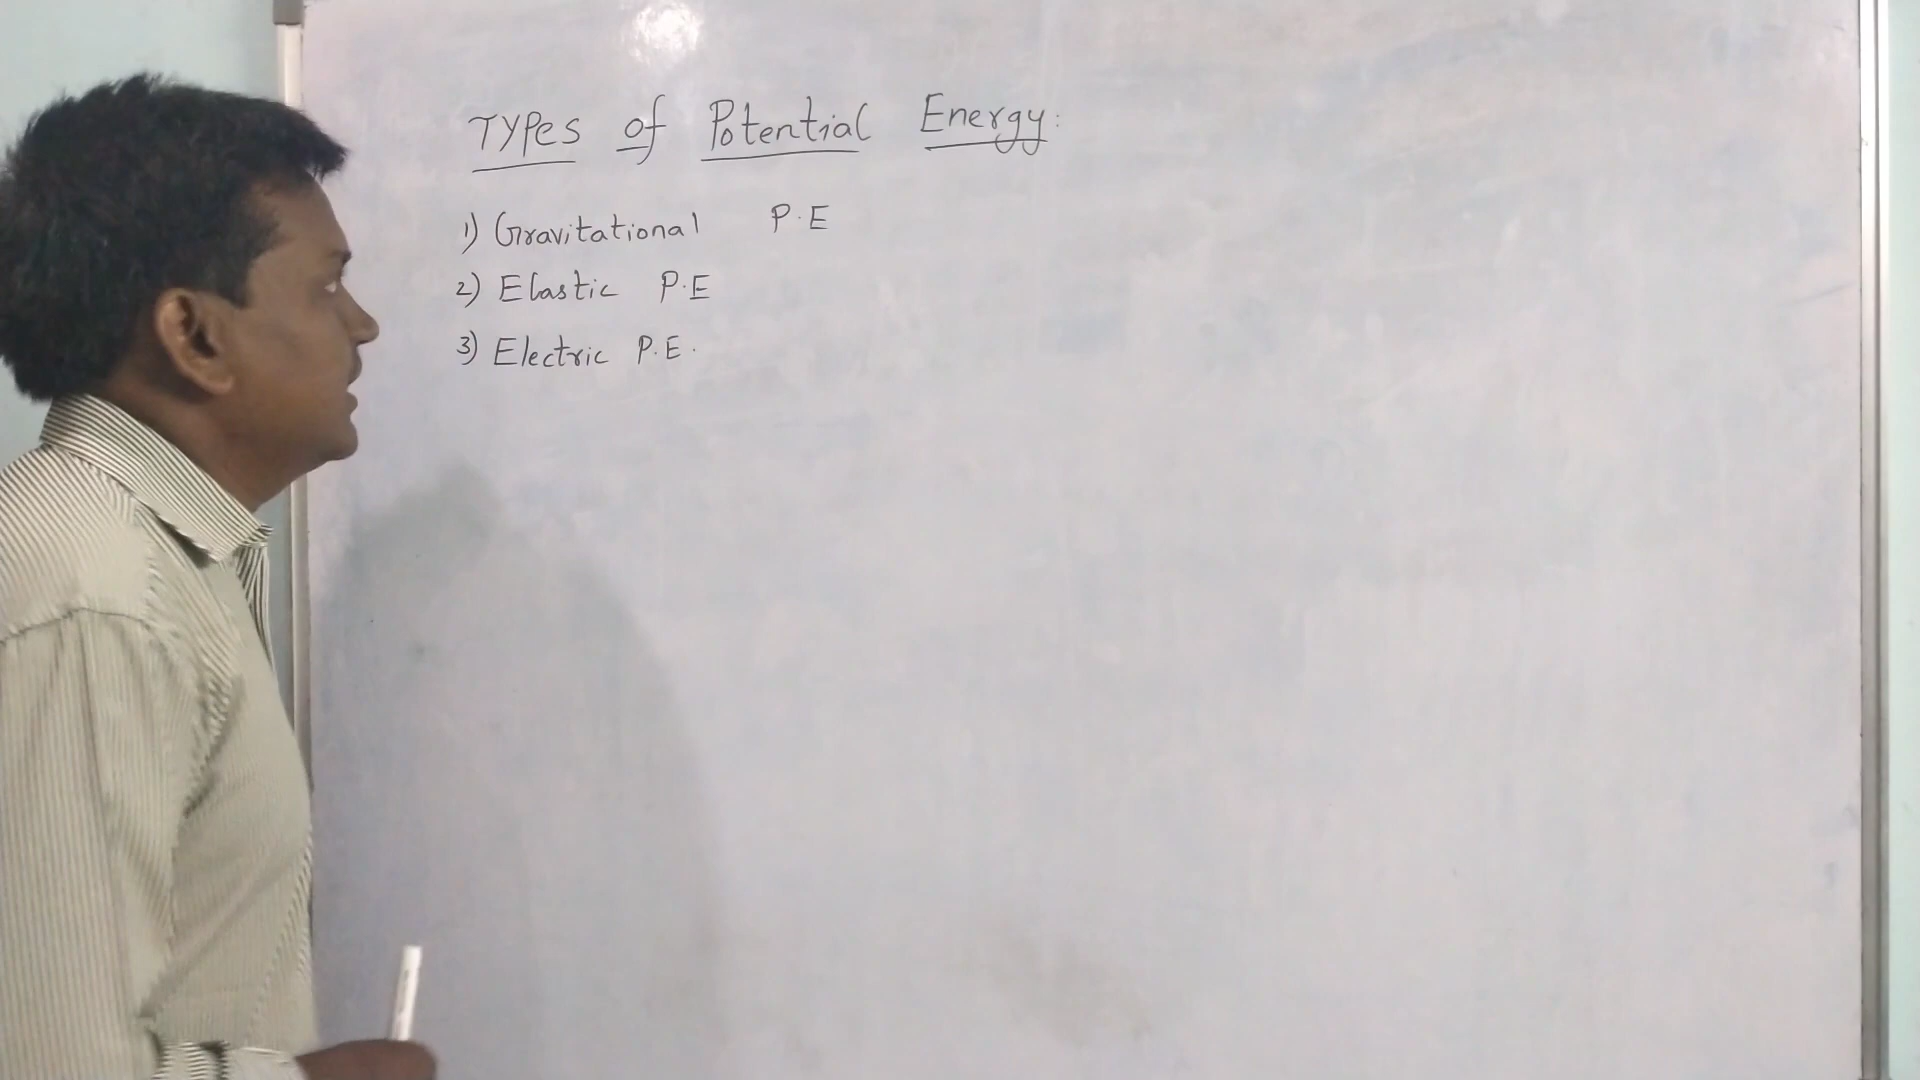 Types of Potential Energy:
1) Gravitational P.E
2) Elastic P.E
3) Electric P.E.